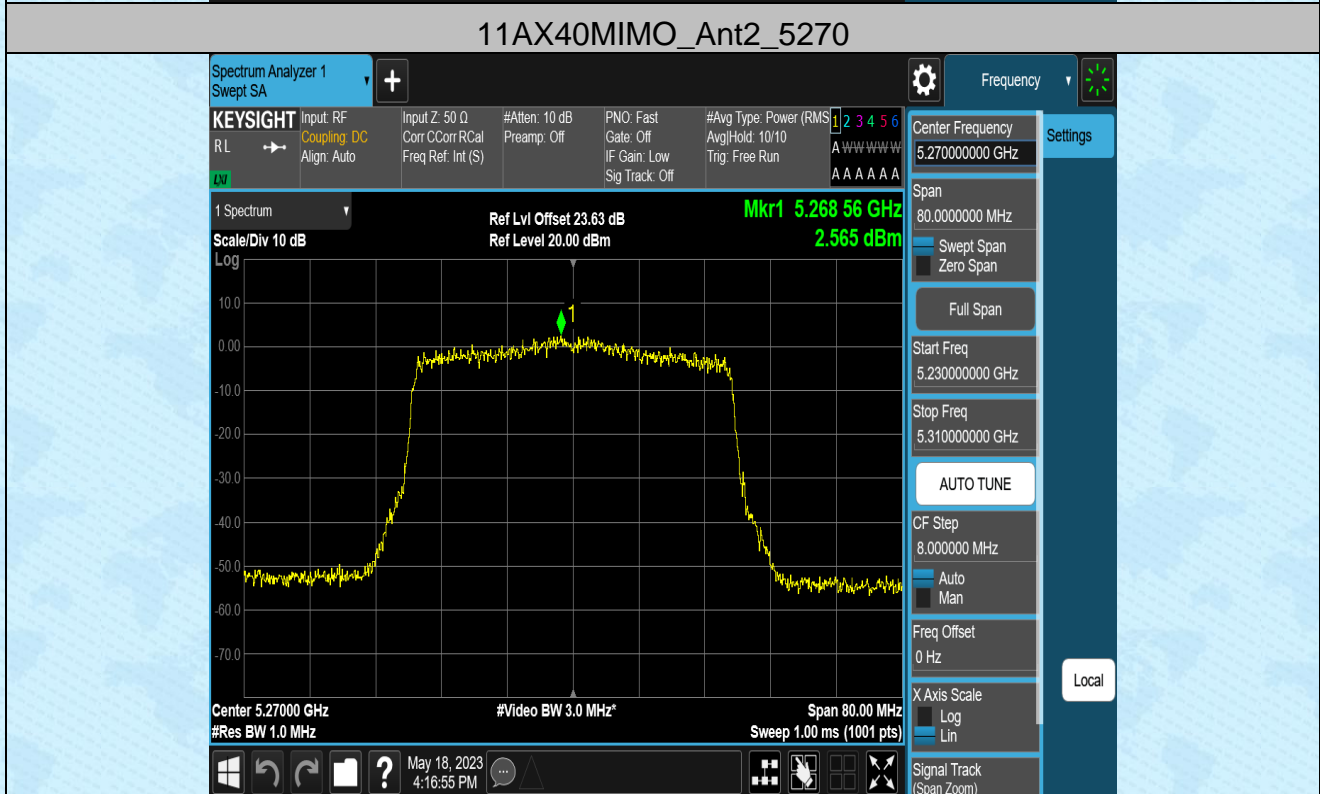 11AX40MIMO_Ant2_5270
Spectrum Analyzer 1
Swept SA
Frequency
KEYSIGHT
R L
LXI
Input: RF
Coupling: DC
Align: Auto
Input Z: 50 Ω
Corr CCorr RCal
Freq Ref: Int (S)
#Atten: 10 dB
Preamp: Off
PNO: Fast
Gate: Off
IF Gain: Low
Sig Track: Off
#Avg Type: Power (RMS
Avg|Hold: 10/10
Trig: Free Run
1 2 3 4 5 6
A W W W W W
A A A A A A
1 Spectrum
Scale/Div 10 dB
Log
Ref Lvl Offset 23.63 dB
Ref Level 20.00 dBm
Mkr1 5.268 56 GHz
2.565 dBm
10.0
0.00
-10.0
-20.0
-30.0
-40.0
-50.0
-60.0
-70.0
1
Center 5.27000 GHz
#Res BW 1.0 MHz
#Video BW 3.0 MHz*
Span 80.00 MHz
Sweep 1.00 ms (1001 pts)
May 18, 2023
4:16:55 PM
Center Frequency
5.270000000 GHz
Span
80.0000000 MHz
Swept Span
Zero Span
Full Span
Start Freq
5.230000000 GHz
Stop Freq
5.310000000 GHz
AUTO TUNE
CF Step
8.000000 MHz
Auto
Man
Freq Offset
0 Hz
X Axis Scale
Log
Lin
Signal Track
(Span Zoom)
Settings
Local